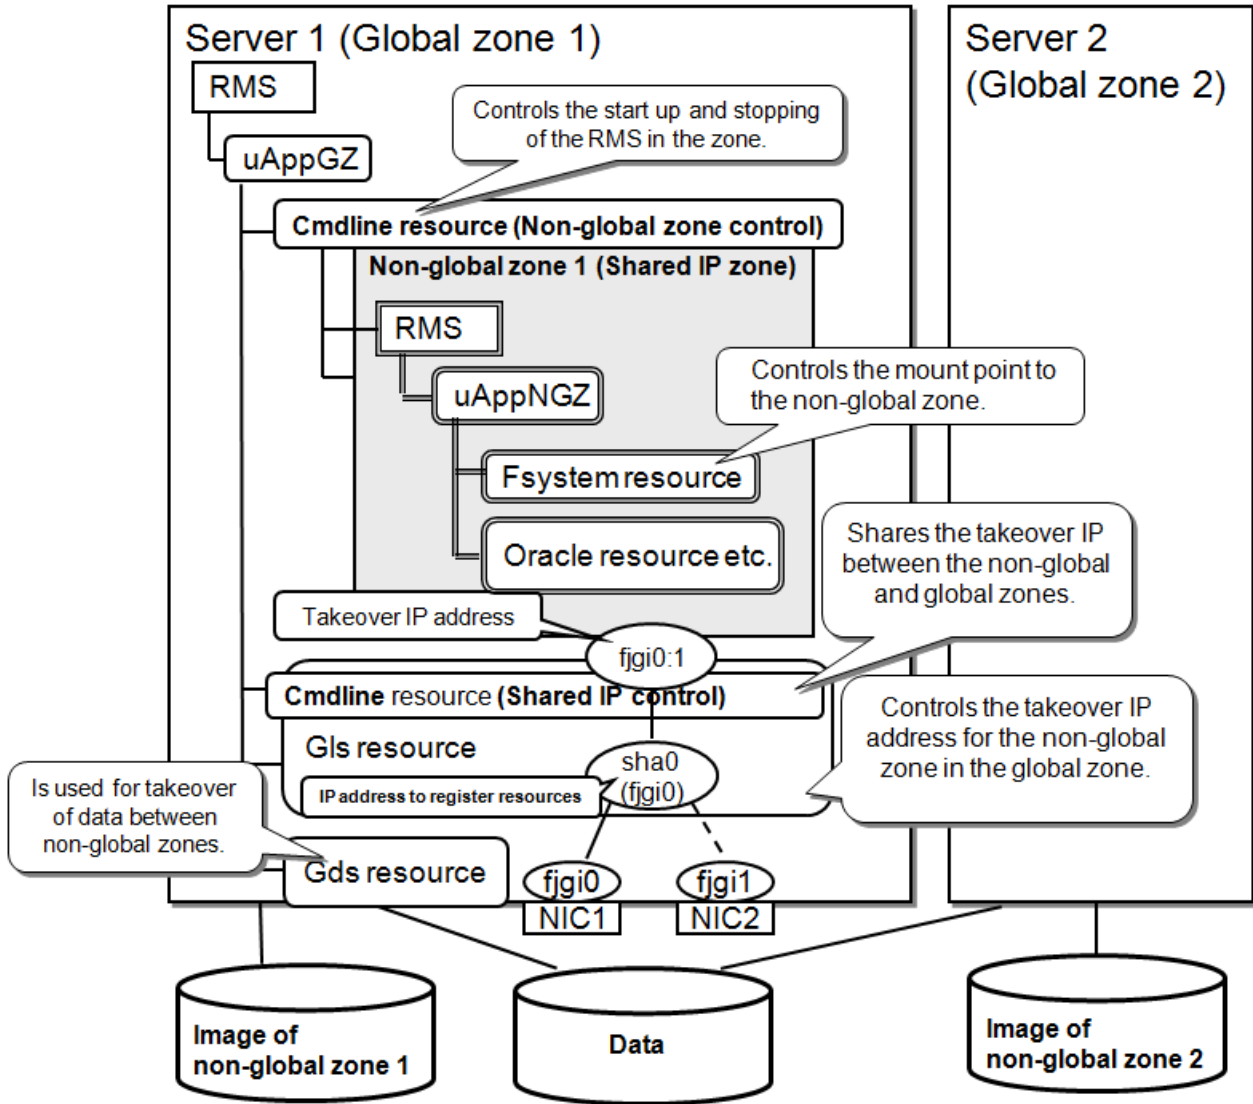 Server 1 (Global zone 1)
RMS
uAppGZ
Controls the start up and stopping
of the RMS in the zone.
Cmdline resource (Non-global zone control)
Non-global zone 1 (Shared IP zone)
RMS
uAppNGZ
Controls the mount point to
the non-global zone.
Fsystem resource
Oracle resource etc.
Shares the takeover IP
between the non-global
and global zones.
Takeover IP address
fjgi0:1
Cmdline resource (Shared IP control)
Controls the takeover IP
address for the non-global
zone in the global zone.
Gls resource
sha0
(fjgi0)
IP address to register resources
Is used for takeover
of data between
non-global zones.
Gds resource
fjgi0
NIC1
fjgi1
NIC2
Server 2
(Global zone 2)
Image of
non-global zone 1
Data
Image of
non-global zone 2